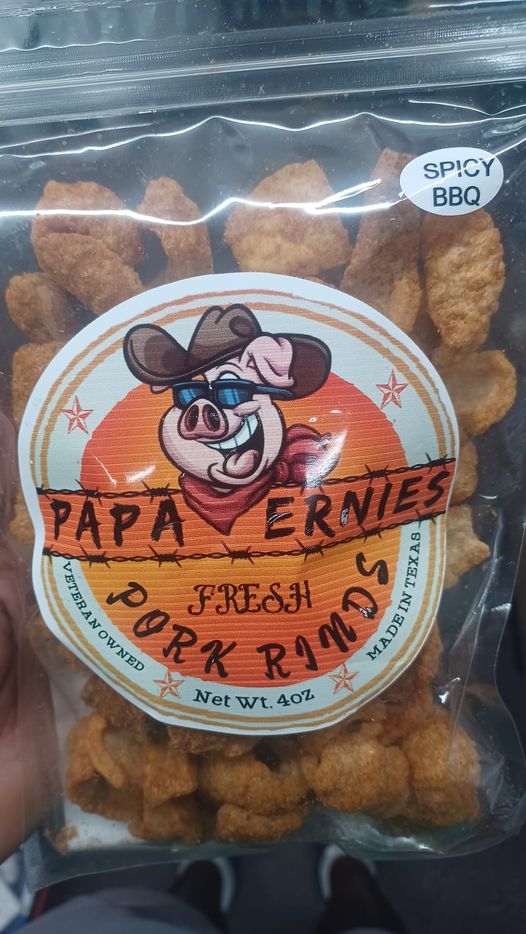 SPICY
BBQ
PAPA ERNIES
FRESH
PORK RINDS
VETERAN OWNED
MADE IN TEXAS
Net Wt. 4oz